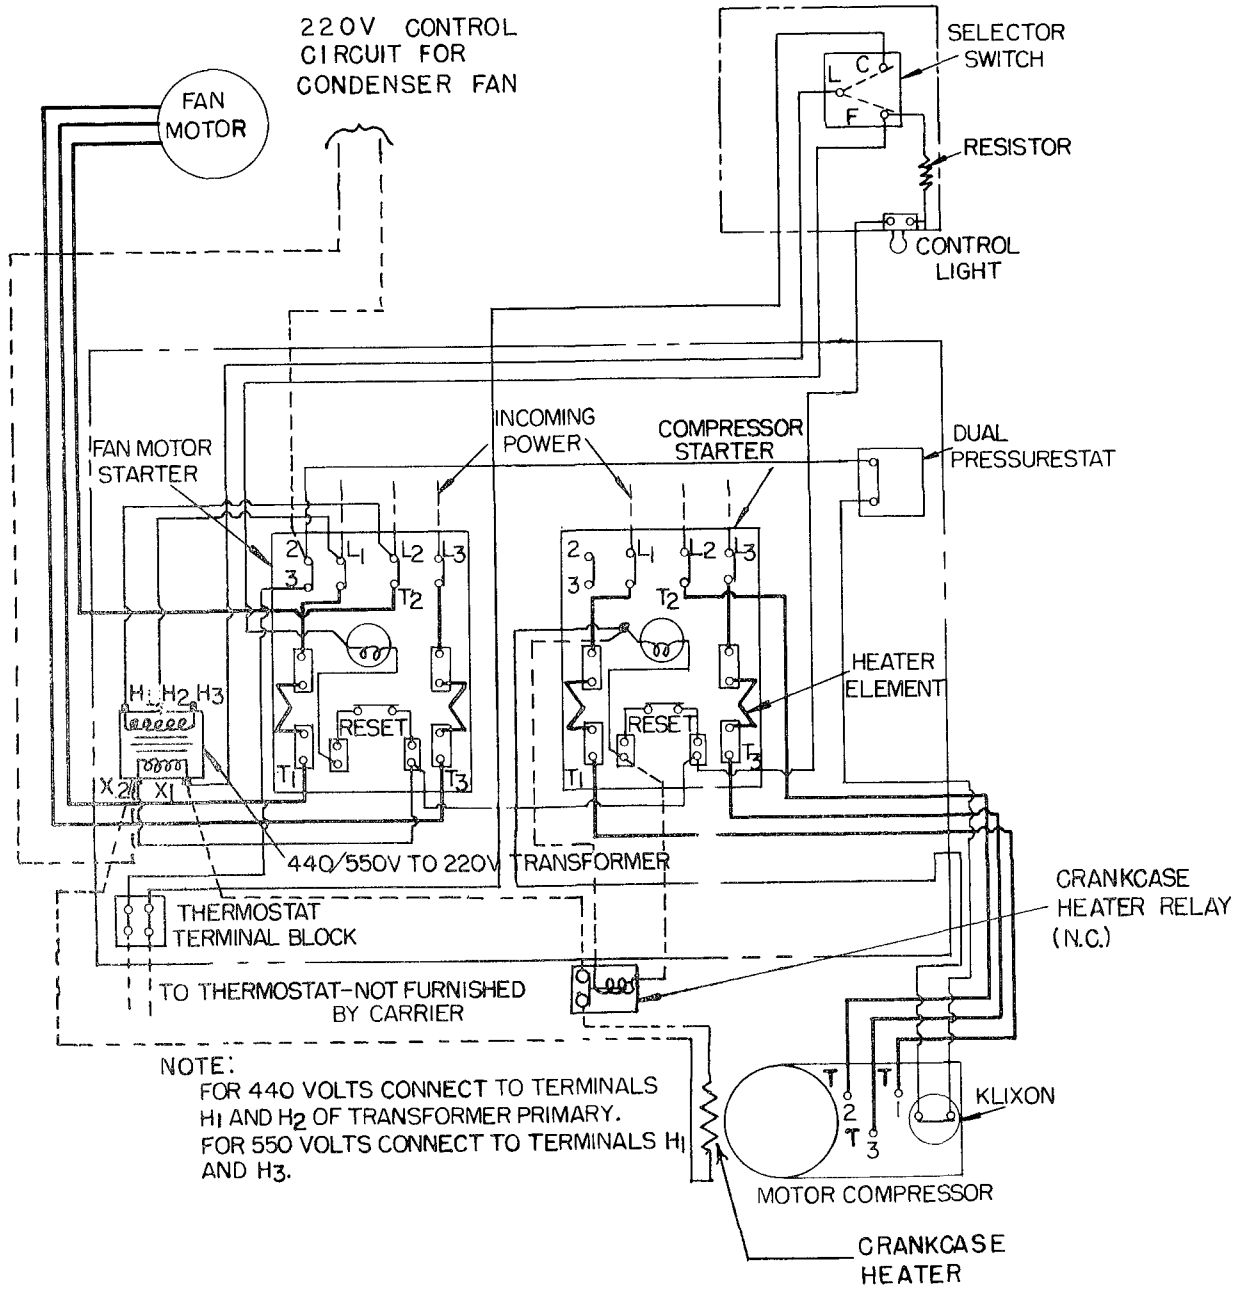 220V CONTROL
CIRCUIT FOR
CONDENSER FAN
SELECTOR
SWITCH
L
C
F
FAN
MOTOR
RESISTOR
CONTROL
LIGHT
INCOMING
POWER
COMPRESSOR
STARTER
DUAL
PRESSURESTAT
FAN MOTOR
STARTER
2
L1
L2
L3
3
T2
2
L1
L2
L3
3
T2
HEATER
ELEMENT
H1 H2 H3
RESET
RESET
T1
T3
T1
T3
X2
X1
440/550V TO 220V TRANSFORMER
CRANKCASE
HEATER RELAY
(N.C.)
THERMOSTAT
TERMINAL BLOCK
TO THERMOSTAT-NOT FURNISHED
BY CARRIER
NOTE:
FOR 440 VOLTS CONNECT TO TERMINALS
H1 AND H2 OF TRANSFORMER PRIMARY.
FOR 550 VOLTS CONNECT TO TERMINALS H1
AND H3.
T
2
T
1
T
3
KLIXON
MOTOR COMPRESSOR
CRANKCASE
HEATER